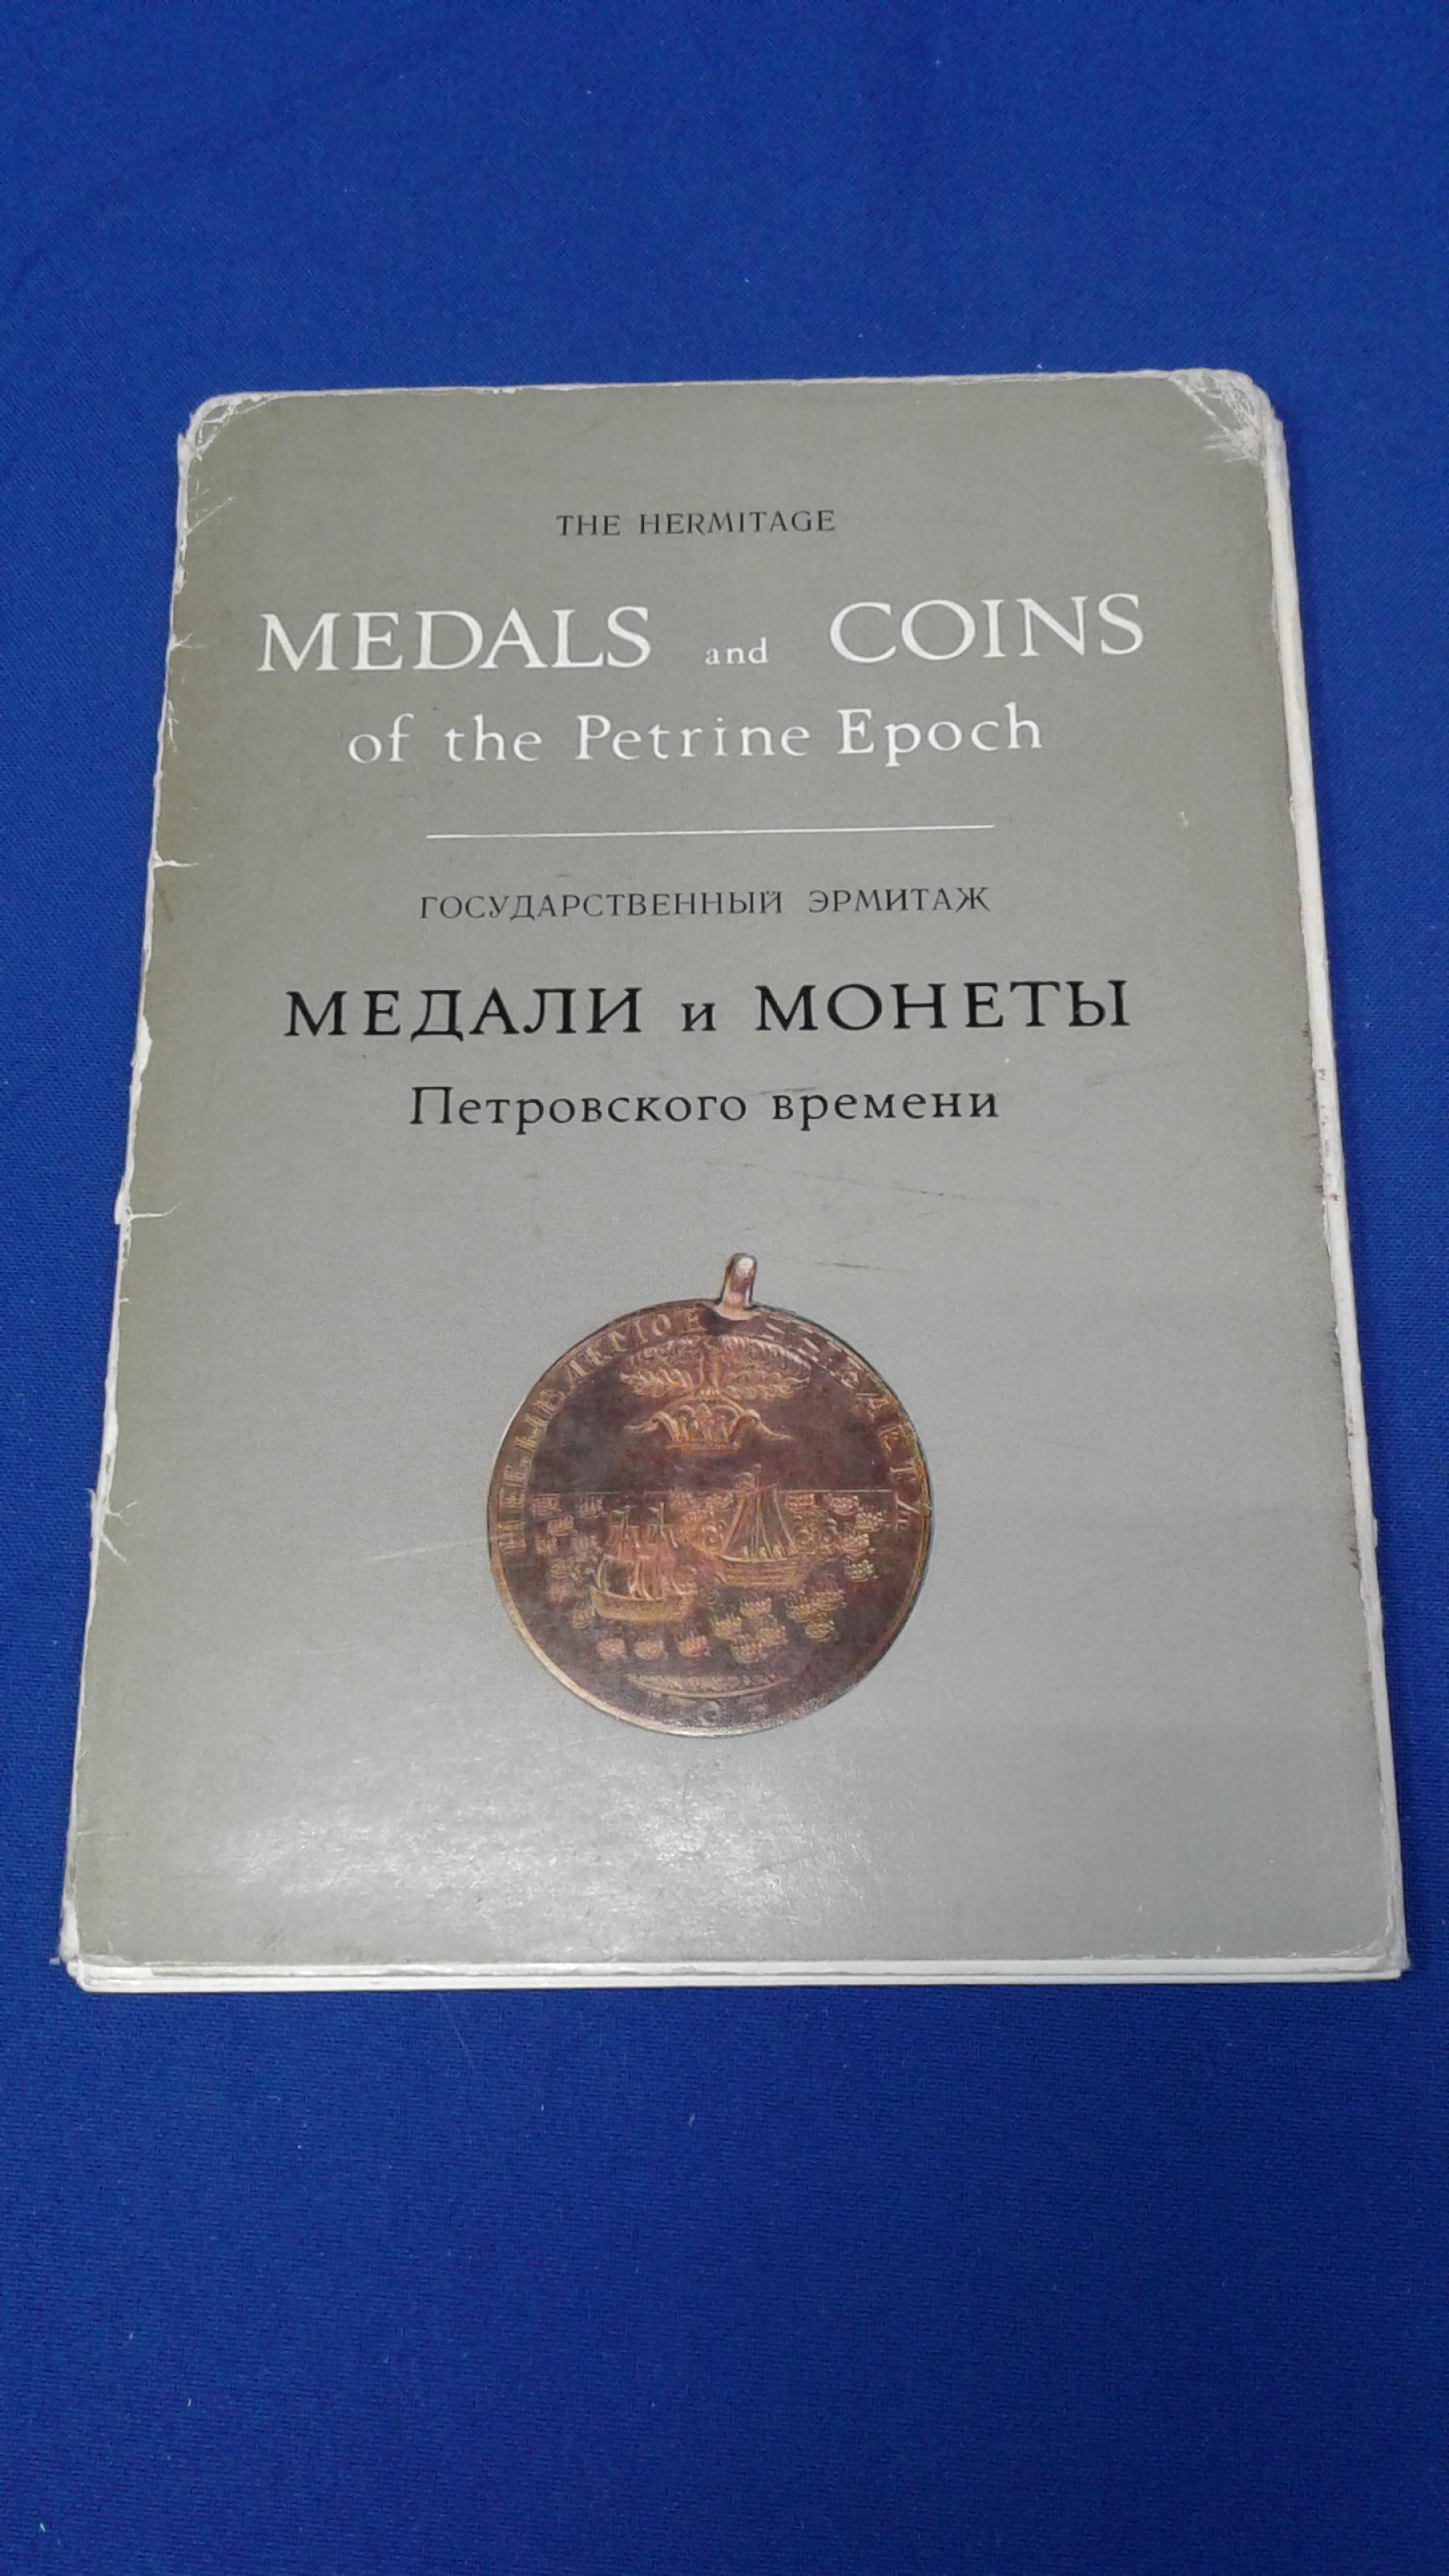 THE HERMITAGE
MEDALS and COINS
of the Petrine Epoch
ГОСУДАРСТВЕННЫЙ ЭРМИТАЖ
МЕДАЛИ и МОНЕТЫ
Петровского времени